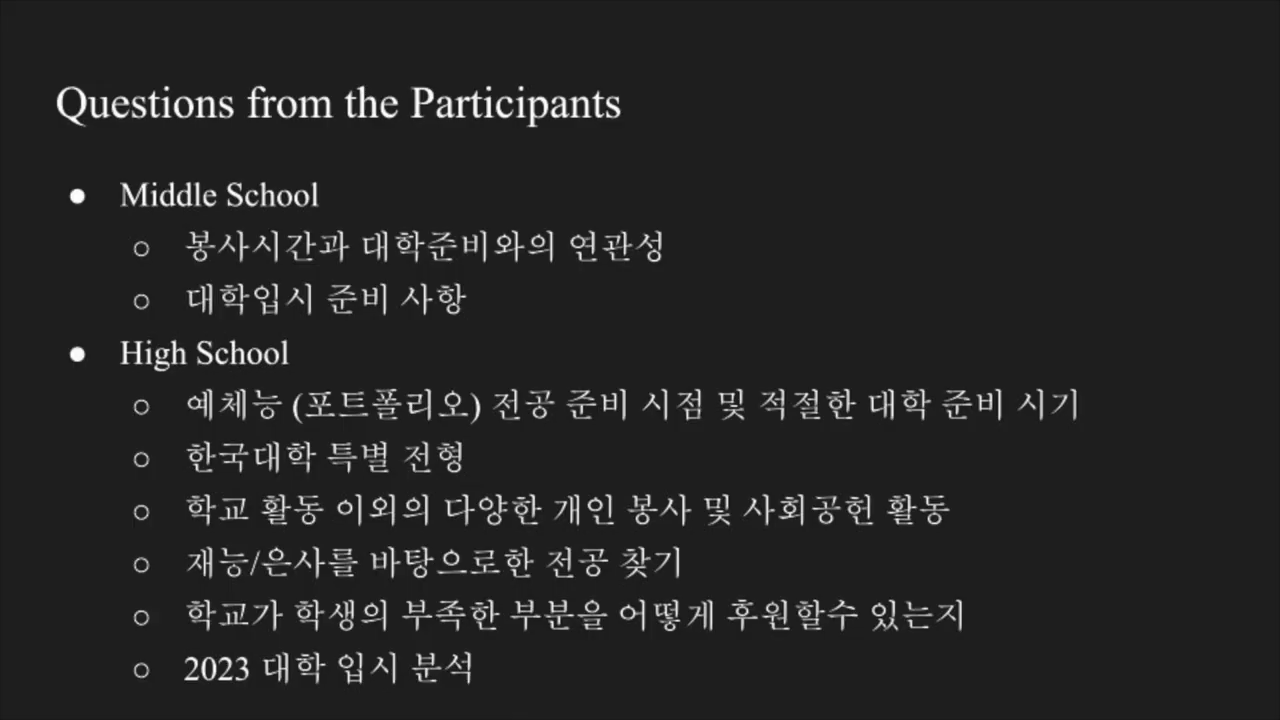 Questions from the Participants
● Middle School
○ 봉사시간과 대학준비와의 연관성
○ 대학입시 준비 사항
● High School
○ 예체능 (포트폴리오) 전공 준비 시점 및 적절한 대학 준비 시기
○ 한국대학 특별 전형
○ 학교 활동 이외의 다양한 개인 봉사 및 사회공헌 활동
○ 재능/은사를 바탕으로한 전공 찾기
○ 학교가 학생의 부족한 부분을 어떻게 후원할수 있는지
○ 2023 대학 입시 분석